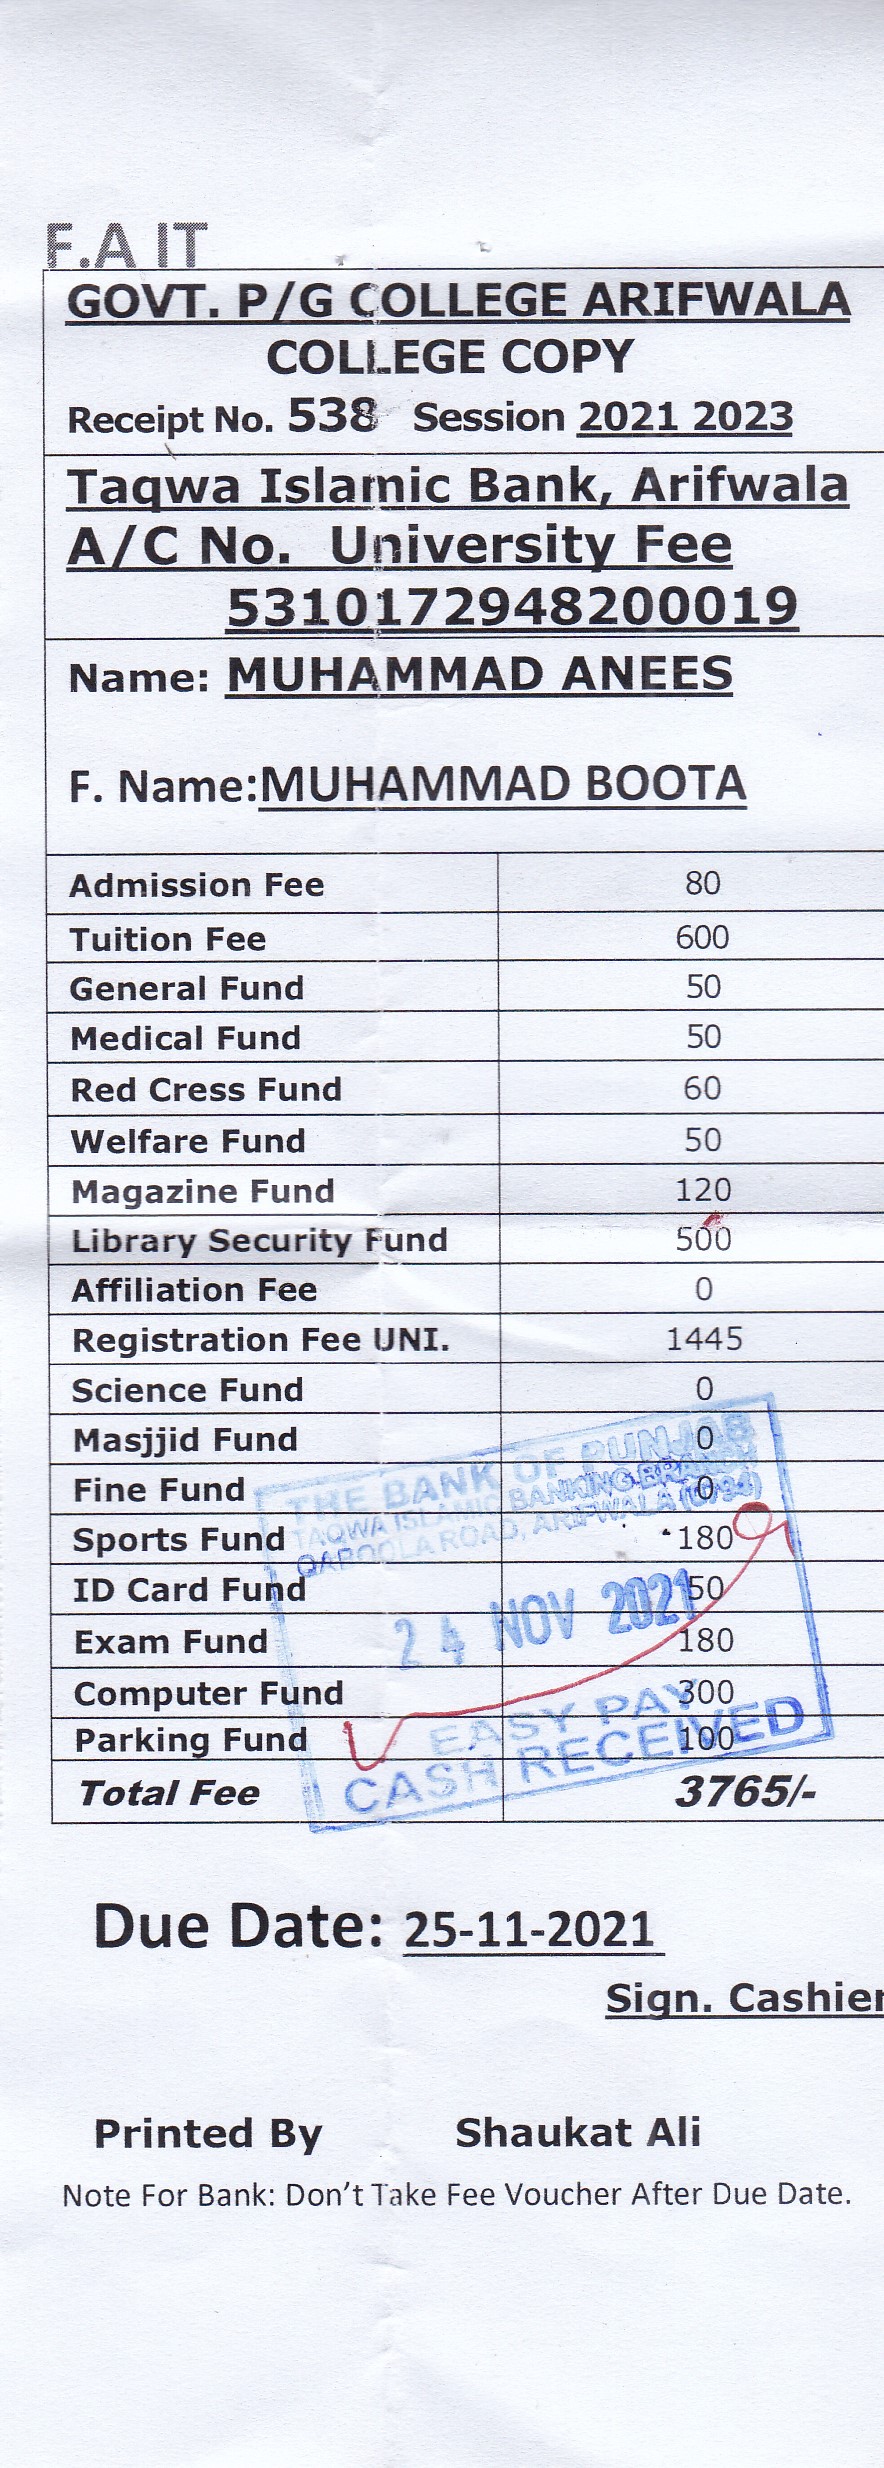 F.A IT
GOVT. P/G COLLEGE ARIFWALA
COLLEGE COPY
Receipt No. 538 Session 2021 2023
Taqwa Islamic Bank, Arifwala
A/C No. University Fee
5310172948200019
Name: MUHAMMAD ANEES
F. Name:MUHAMMAD BOOTA
Admission Fee 80
Tuition Fee 600
General Fund 50
Medical Fund 50
Red Cress Fund 60
Welfare Fund 50
Magazine Fund 120
Library Security Fund 500
Affiliation Fee 0
Registration Fee UNI. 1445
Science Fund 0
Masjjid Fund 0
Fine Fund 0
Sports Fund 180
ID Card Fund 50
Exam Fund 180
Computer Fund 300
Parking Fund 100
Total Fee 3765/-
THE BANK OF PUNJAB
TAQWA ISLAMIC BANKING BRANCH
QABOOLA ROAD, ARIFWALA
24 NOV 2021
EASY PAY
CASH RECEIVED
Due Date: 25-11-2021
Sign. Cashier
Printed By Shaukat Ali
Note For Bank: Don't Take Fee Voucher After Due Date.